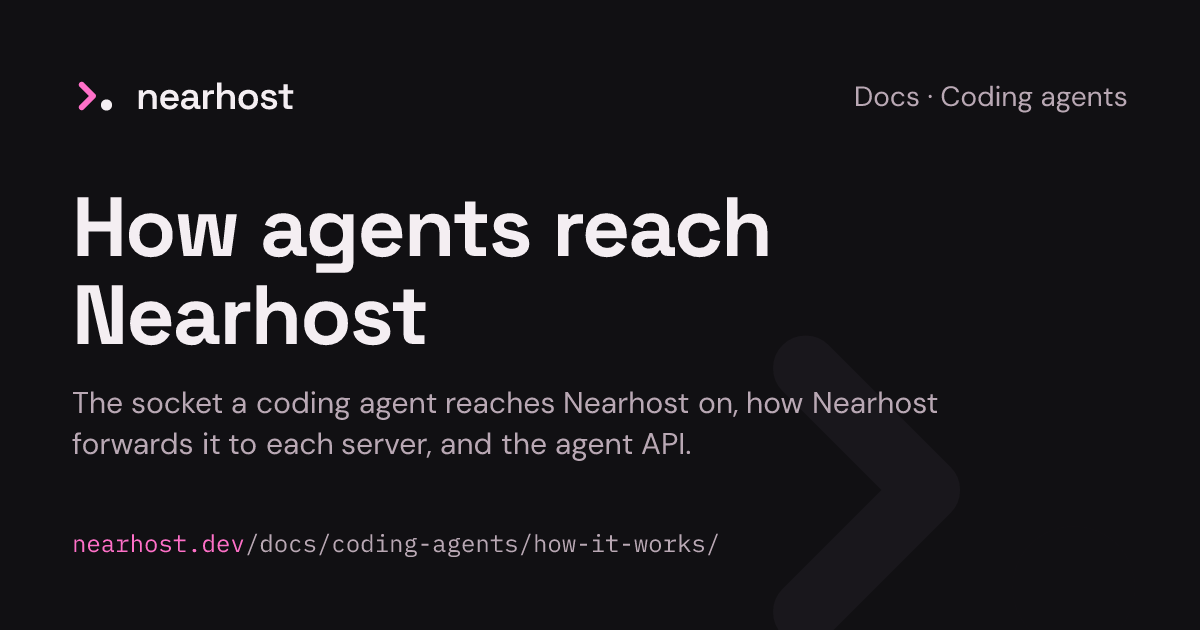 nearhost
Docs · Coding agents
How agents reach
Nearhost
The socket a coding agent reaches Nearhost on, how Nearhost
forwards it to each server, and the agent API.
nearhost.dev/docs/coding-agents/how-it-works/